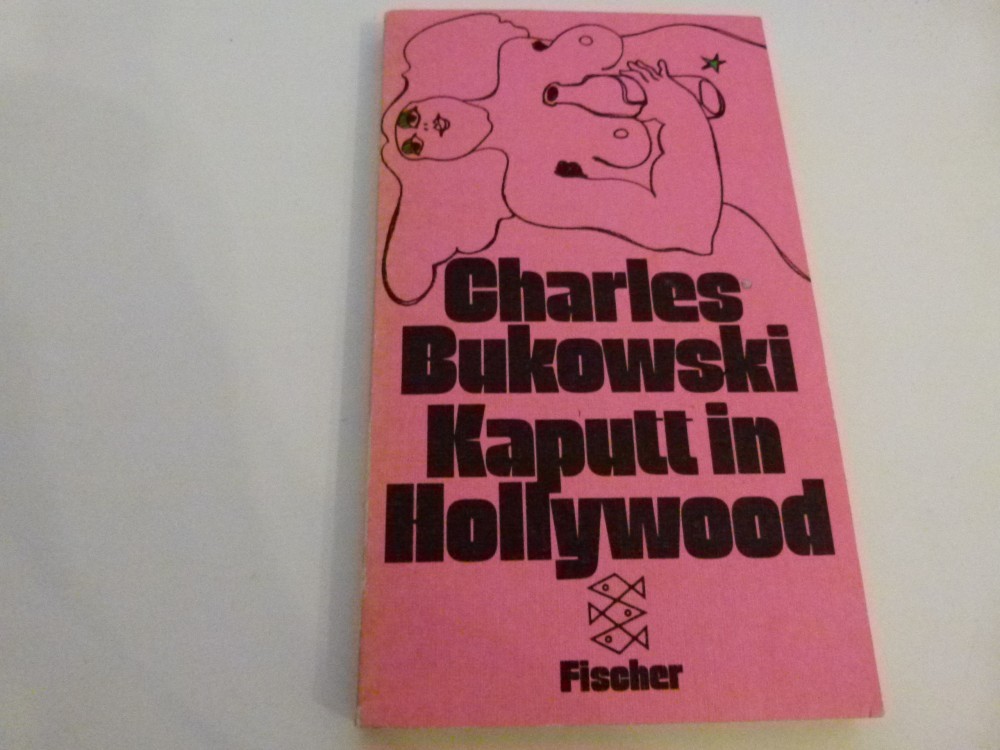 Charles
Bukowski
Kaputt in
Hollywood
Fischer